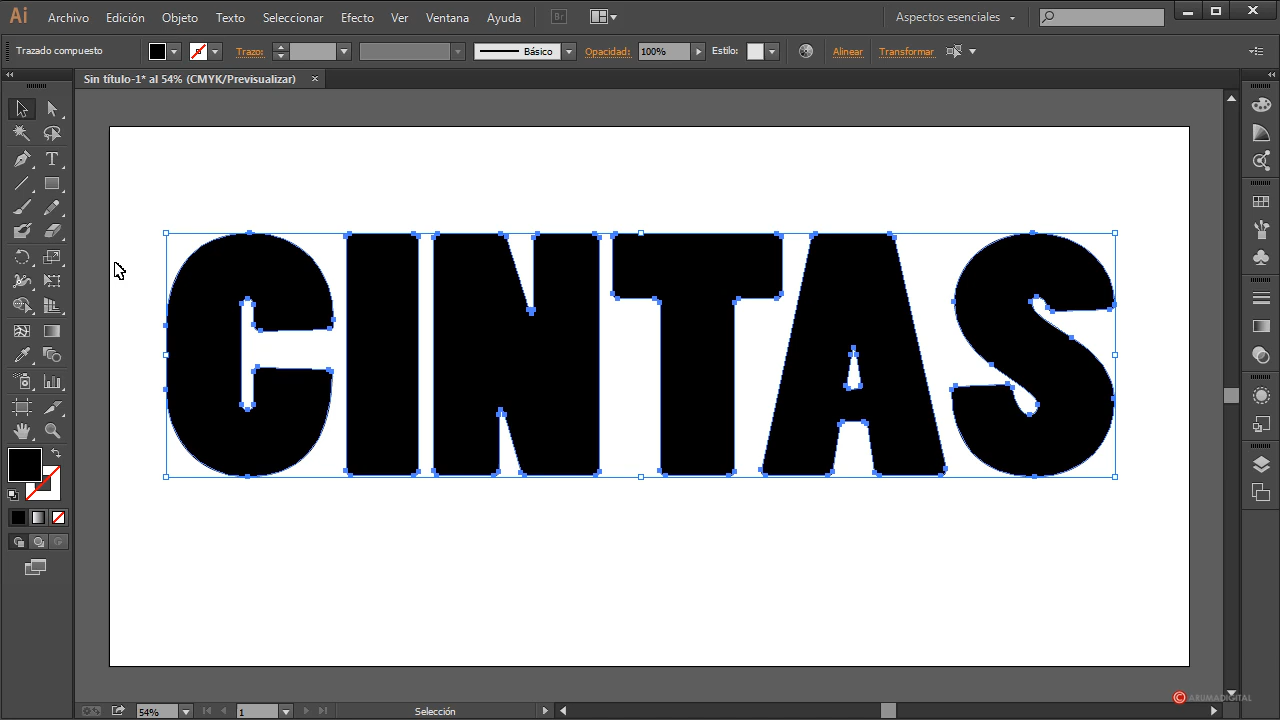 Ai Archivo Edición Objeto Texto Seleccionar Efecto Ver Ventana Ayuda Br Aspectos esenciales
Trazado compuesto Trazo: Básico Opacidad: 100% Estilo: Alinear Transformar
Sin título-1* al 54% (CMYK/Previsualizar) ×
CINTAS
© ARUMADIGITAL
54% 1 Selección